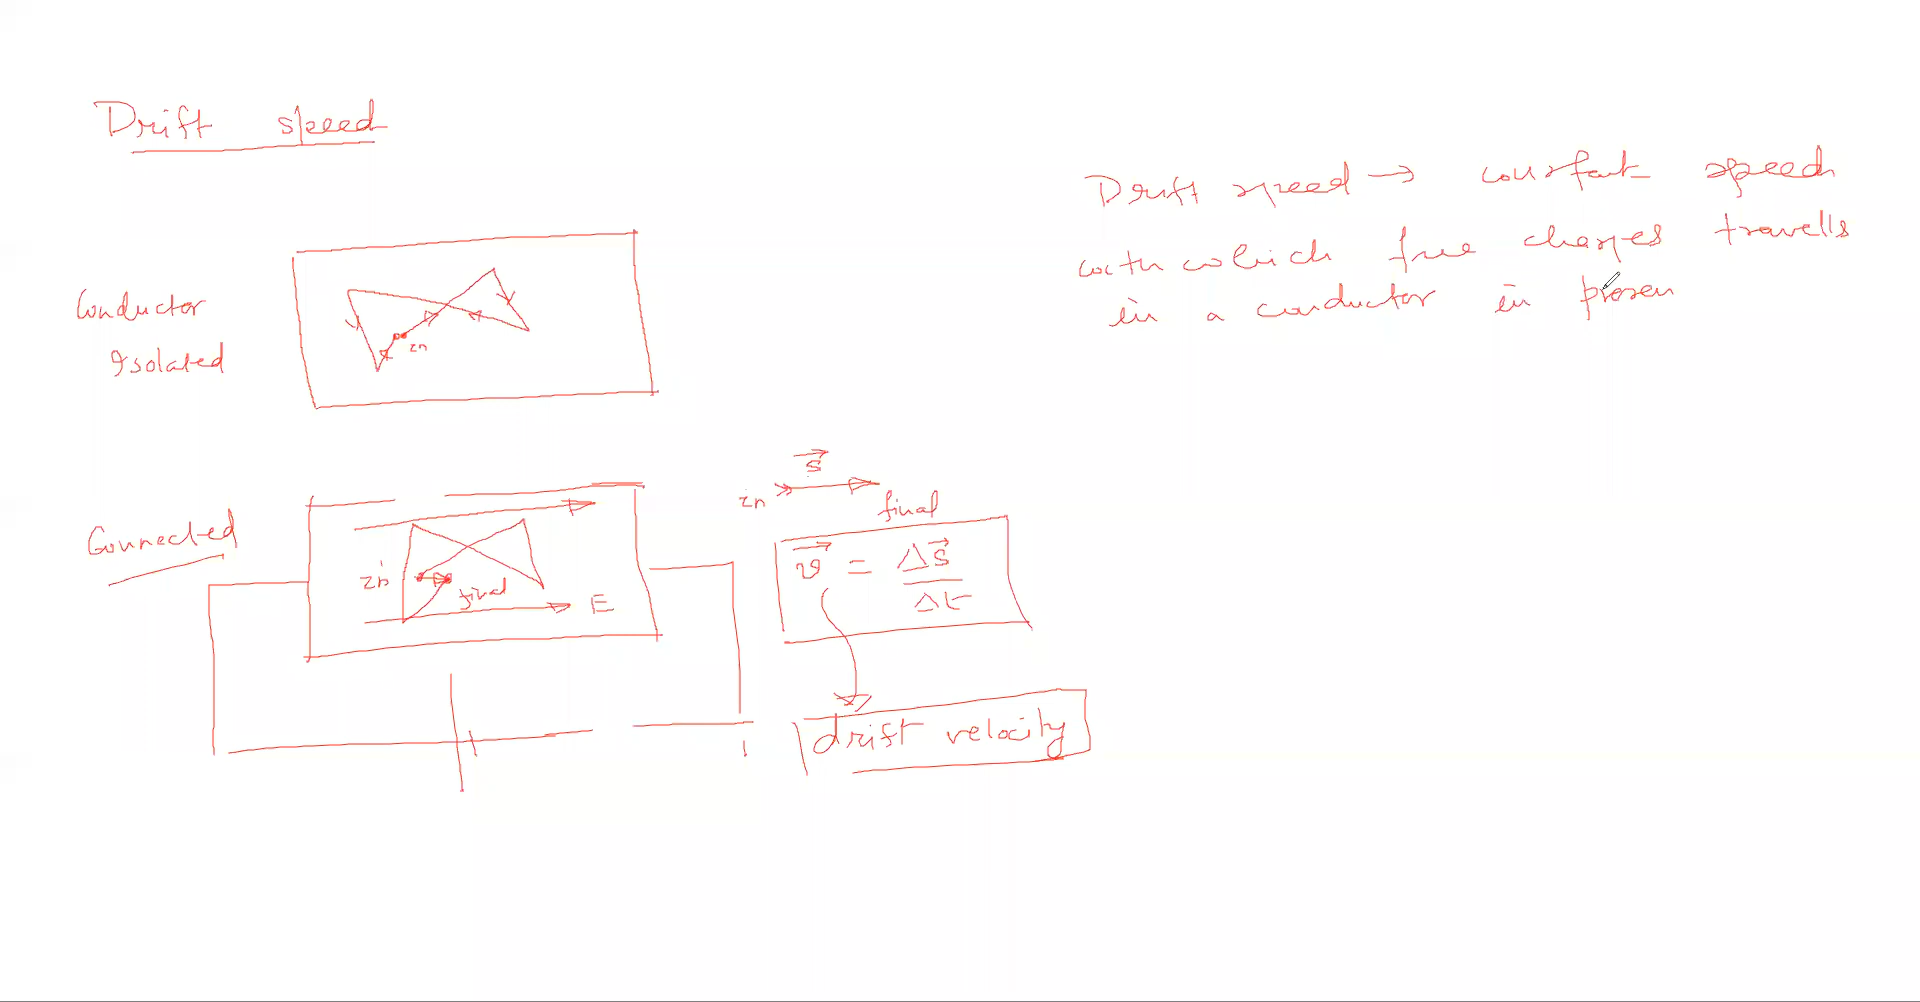 Drift speed
Drift speed → constant speed
with which free charges travells
in a conductor in presen
Conductor
Isolated
in
Connected
in
final
E
S
in
final
v = ΔS
Δt
drift velocity